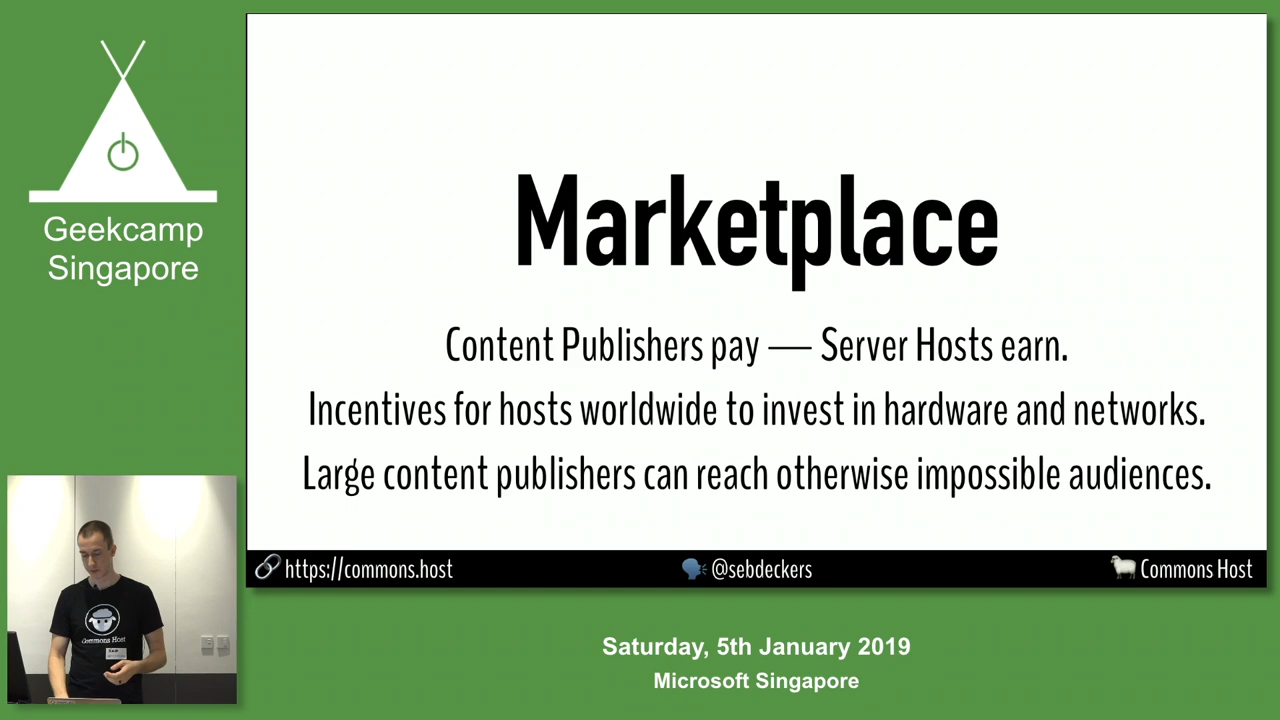 Geekcamp
Singapore
Marketplace
Content Publishers pay — Server Hosts earn.
Incentives for hosts worldwide to invest in hardware and networks.
Large content publishers can reach otherwise impossible audiences.
https://commons.host
@sebdeckers
Commons Host
Commons Host
Saturday, 5th January 2019
Microsoft Singapore